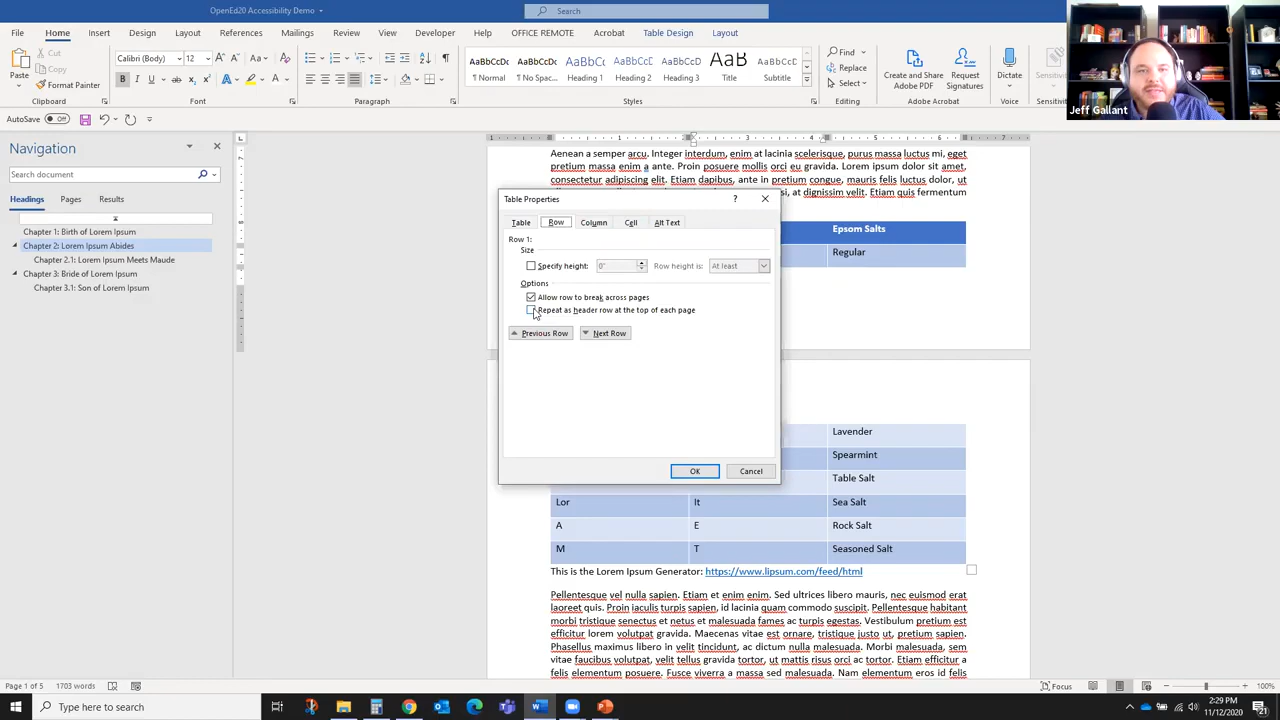 OpenEd20 Accessibility Demo
Search
File Home Insert Design Layout References Mailings Review View Developer Help OFFICE REMOTE Acrobat Table Design Layout
Paste
Cut
Copy
Format Painter
Calibri (Body) 12
AaBbCcDc AaBbCcDc AaBbCc AaBbCcC AaBbCcD AaB AaBbCcC
¶ Normal ¶ No Spac... Heading 1 Heading 2 Heading 3 Title Subtitle
Find
Replace
Select
Create and Share
Adobe PDF
Request
Signatures
Dictate
Sensitivity
Clipboard Font Paragraph Styles Editing Adobe Acrobat Voice
Jeff Gallant
AutoSave Off
Navigation
Search document
Headings Pages Results
Chapter 1: Birth of Lorem Ipsum
Chapter 2: Lorem Ipsum Abides
Chapter 2.1: Lorem Ipsum Meets Maude
Chapter 3: Bride of Lorem Ipsum
Chapter 3.1: Son of Lorem Ipsum
Aenean a semper arcu. Integer interdum, enim at lacinia scelerisque, purus massa luctus mi, eget
pretium massa enim a ante. Proin posuere mollis orci eu gravida. Lorem ipsum dolor sit amet,
consectetur adipiscing elit. Etiam dapibus, ante in pretium congue, mauris felis luctus dolor, ut
at dignissim velit. Etiam quis fermentum
Epsom Salts
Regular
Table Properties
Table Row Column Cell Alt Text
Row 1:
Size
Specify height: 0" Row height is: At least
Options
Allow row to break across pages
Repeat as header row at the top of each page
Previous Row Next Row
OK Cancel
Lavender
Spearmint
Table Salt
Lor It Sea Salt
A E Rock Salt
M T Seasoned Salt
This is the Lorem Ipsum Generator: https://www.lipsum.com/feed/html
Pellentesque vel nulla sapien. Etiam et enim enim. Sed ultrices libero mauris, nec euismod erat
laoreet quis. Proin iaculis turpis sapien, id lacinia quam commodo suscipit. Pellentesque habitant
morbi tristique senectus et netus et malesuada fames ac turpis egestas. Vestibulum pretium est
efficitur lorem volutpat gravida. Maecenas vitae est ornare, tristique justo ut, pretium sapien.
Phasellus maximus libero in velit tincidunt, ac dictum nulla malesuada. Morbi malesuada, sem
vitae faucibus volutpat, velit tellus gravida tortor, ut mattis risus orci ac tortor. Etiam efficitur a
felis elementum posuere. Fusce viverra a massa sed malesuada. Nam elementum eros id felis
Page 1 of 5 1703 words Focus 100%
Type here to search
2:29 PM
11/12/2020
21